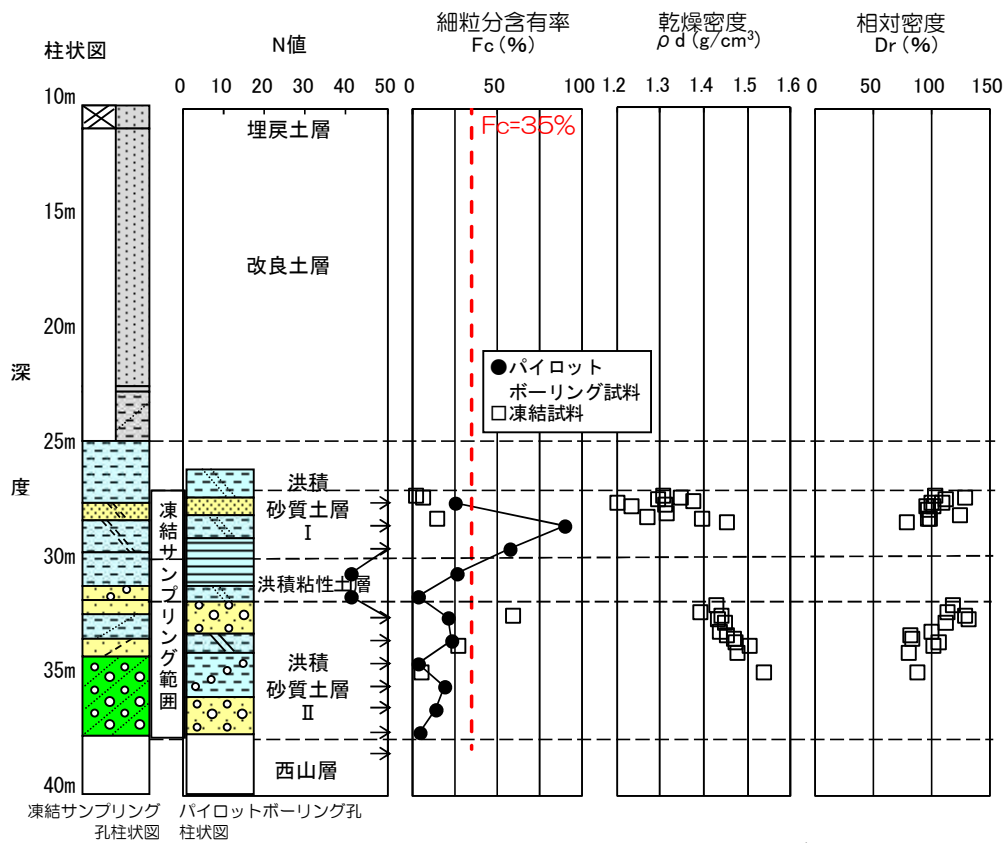 柱状図
N値
細粒分含有率
Fc (%)
乾燥密度
ρd (g/cm³)
相対密度
Dr (%)
0 10 20 30 40 50
0 50 100
1.2 1.3 1.4 1.5 1.6
0 50 100 150
深度
10m
15m
20m
25m
30m
35m
40m
埋戻土層
改良土層
洪積
砂質土層
I
洪積粘性土層
洪積
砂質土層
II
西山層
凍結サンプリング範囲
Fc=35%
●パイロット
ボーリング試料
□凍結試料
凍結サンプリング
孔柱状図
パイロットボーリング孔
柱状図